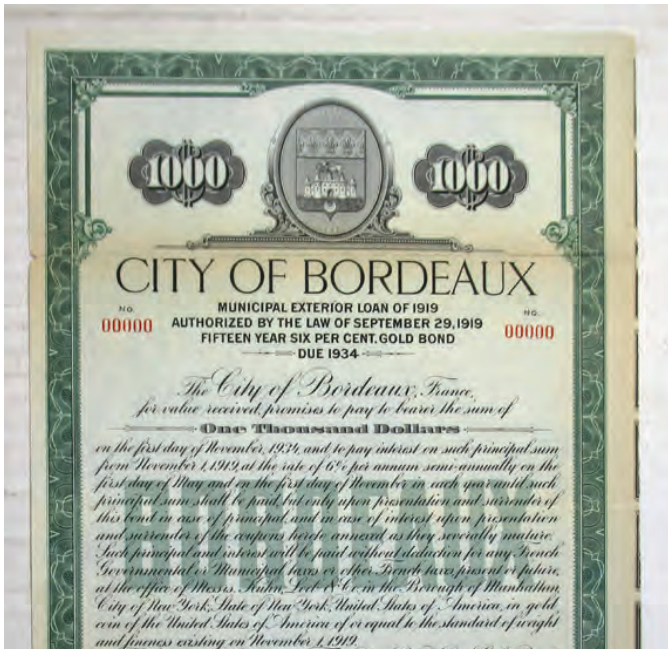 1000 1000
CITY OF BORDEAUX
MUNICIPAL EXTERIOR LOAN OF 1919
NO. 00000 AUTHORIZED BY THE LAW OF SEPTEMBER 29,1919 NO. 00000
FIFTEEN YEAR SIX PER CENT. GOLD BOND
DUE 1934
The City of Bordeaux, France,
for value received, promises to pay to bearer the sum of
One Thousand Dollars
on the first day of November, 1934, and to pay interest on such principal sum
from November 1, 1919, at the rate of 6% per annum semi-annually on the
first day of May and on the first day of November in each year until such
principal sum shall be paid, but only upon presentation and surrender of
this bond in case of principal, and in case of interest upon presentation
and surrender of the coupons hereto annexed as they severally mature.
Such principal and interest will be paid without deduction for any French
Governmental or Municipal taxes or other French taxes present or future,
at the office of Messrs. Kuhn, Loeb & Co. in the Borough of Manhattan,
City of New York, State of New York, United States of America, in gold
coin of the United States of America of or equal to the standard of weight
and fineness existing on November 1, 1919.